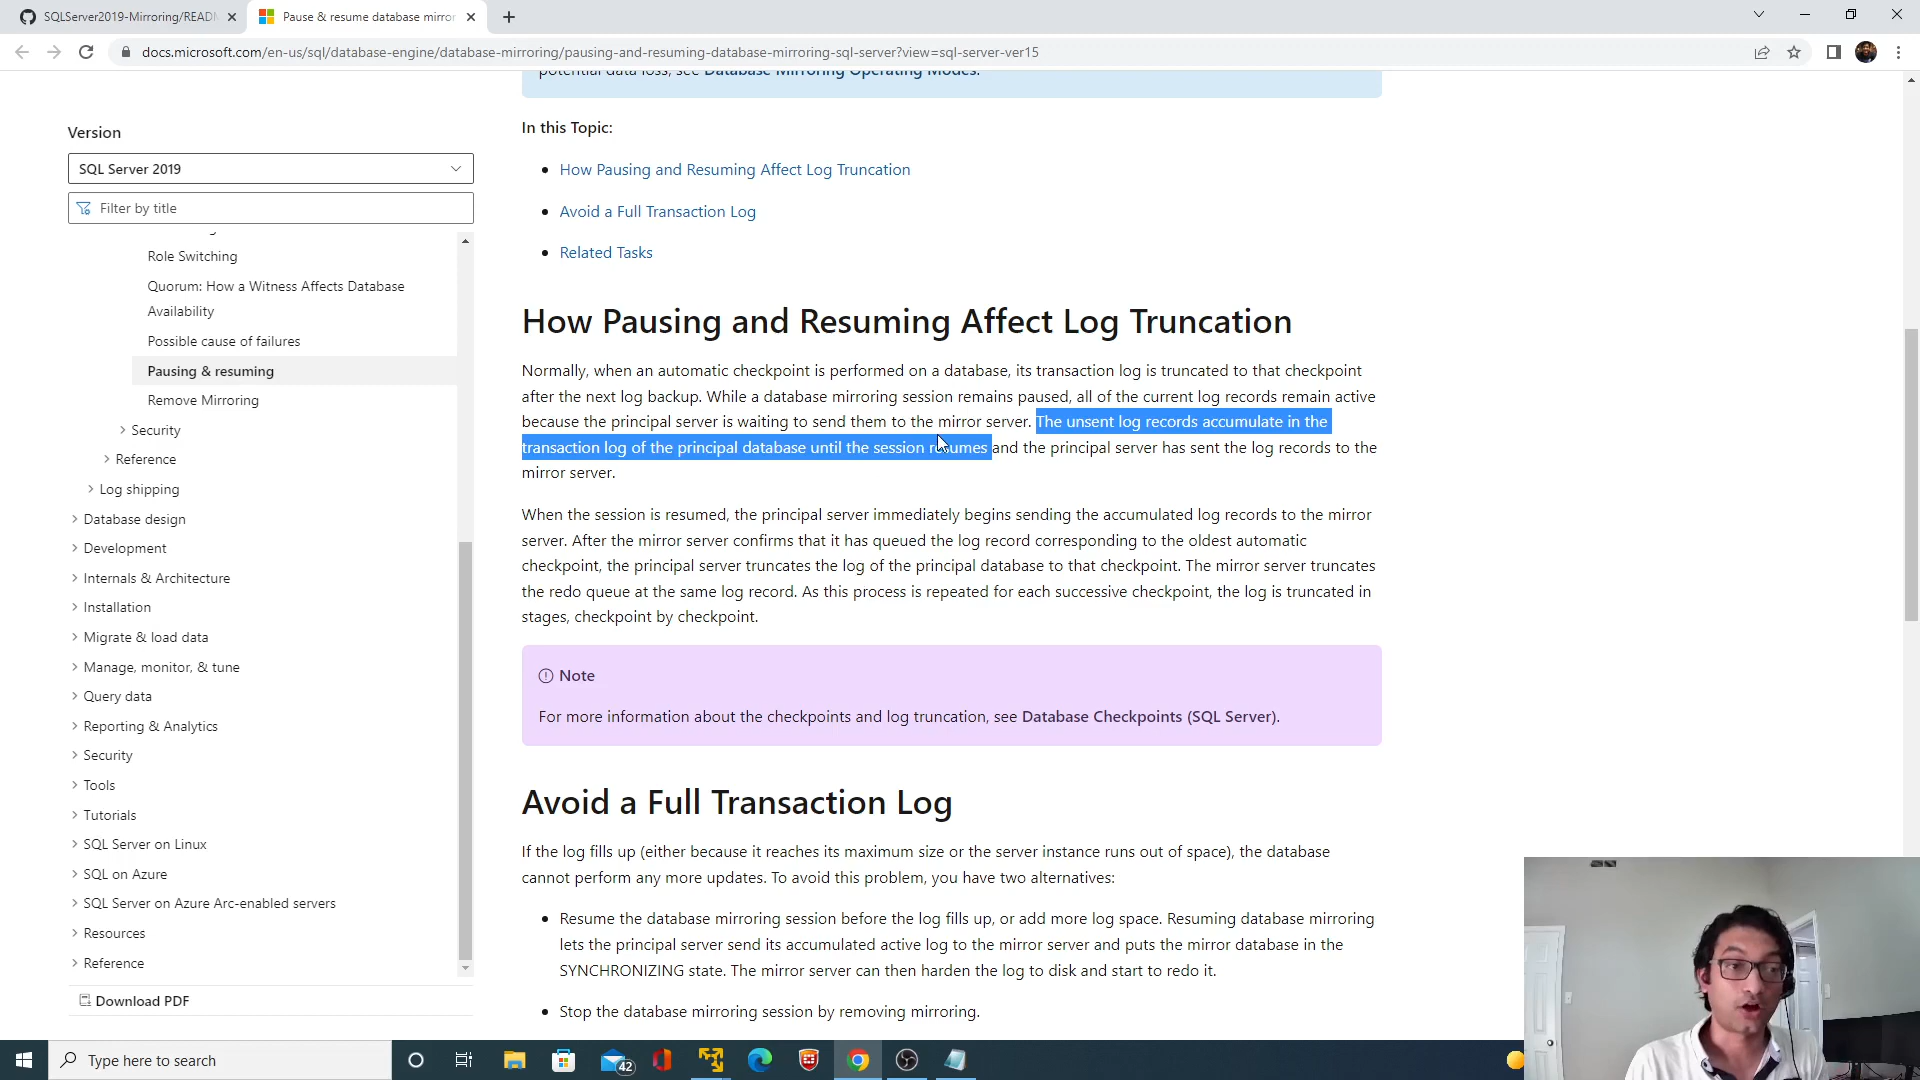 SQLServer2019-Mirroring/READ
Pause & resume database mirror
docs.microsoft.com/en-us/sql/database-engine/database-mirroring/pausing-and-resuming-database-mirroring-sql-server?view=sql-server-ver15
potential data loss, see Database Mirroring Operating Modes.
In this Topic:
How Pausing and Resuming Affect Log Truncation
Avoid a Full Transaction Log
Related Tasks
Version
SQL Server 2019
Filter by title
Role Switching
Quorum: How a Witness Affects Database
Availability
Possible cause of failures
Pausing & resuming
Remove Mirroring
Security
Reference
Log shipping
Database design
Development
Internals & Architecture
Installation
Migrate & load data
Manage, monitor, & tune
Query data
Reporting & Analytics
Security
Tools
Tutorials
SQL Server on Linux
SQL on Azure
SQL Server on Azure Arc-enabled servers
Resources
Reference
Download PDF
How Pausing and Resuming Affect Log Truncation
Normally, when an automatic checkpoint is performed on a database, its transaction log is truncated to that checkpoint
after the next log backup. While a database mirroring session remains paused, all of the current log records remain active
because the principal server is waiting to send them to the mirror server. The unsent log records accumulate in the
transaction log of the principal database until the session resumes and the principal server has sent the log records to the
mirror server.
When the session is resumed, the principal server immediately begins sending the accumulated log records to the mirror
server. After the mirror server confirms that it has queued the log record corresponding to the oldest automatic
checkpoint, the principal server truncates the log of the principal database to that checkpoint. The mirror server truncates
the redo queue at the same log record. As this process is repeated for each successive checkpoint, the log is truncated in
stages, checkpoint by checkpoint.
Note
For more information about the checkpoints and log truncation, see Database Checkpoints (SQL Server).
Avoid a Full Transaction Log
If the log fills up (either because it reaches its maximum size or the server instance runs out of space), the database
cannot perform any more updates. To avoid this problem, you have two alternatives:
Resume the database mirroring session before the log fills up, or add more log space. Resuming database mirroring
lets the principal server send its accumulated active log to the mirror server and puts the mirror database in the
SYNCHRONIZING state. The mirror server can then harden the log to disk and start to redo it.
Stop the database mirroring session by removing mirroring.
Type here to search
42